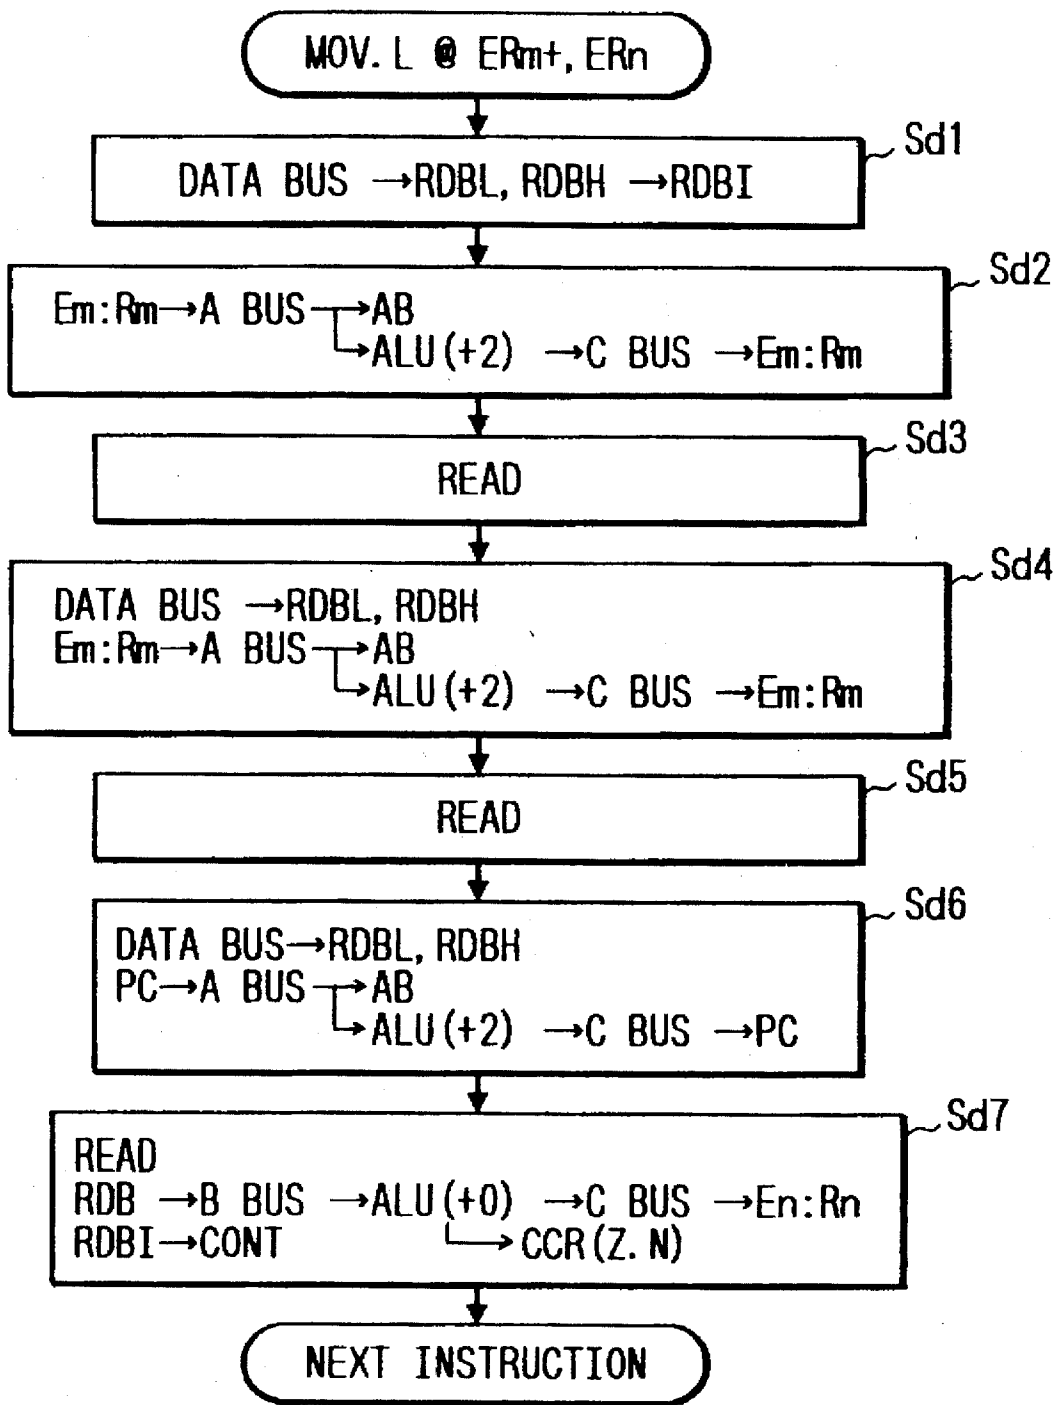 MOV.L @ ERm+, ERn
Sd1
DATA BUS →RDBL, RDBH →RDBI
Sd2
Em:Rm→A BUS→AB
→ALU(+2) →C BUS →Em:Rm
Sd3
READ
Sd4
DATA BUS →RDBL, RDBH
Em:Rm→A BUS→AB
→ALU(+2) →C BUS →Em:Rm
Sd5
READ
Sd6
DATA BUS→RDBL, RDBH
PC→A BUS→AB
→ALU(+2) →C BUS →PC
Sd7
READ
RDB →B BUS →ALU(+0) →C BUS →En:Rn
RDBI→CONT →CCR(Z.N)
NEXT INSTRUCTION